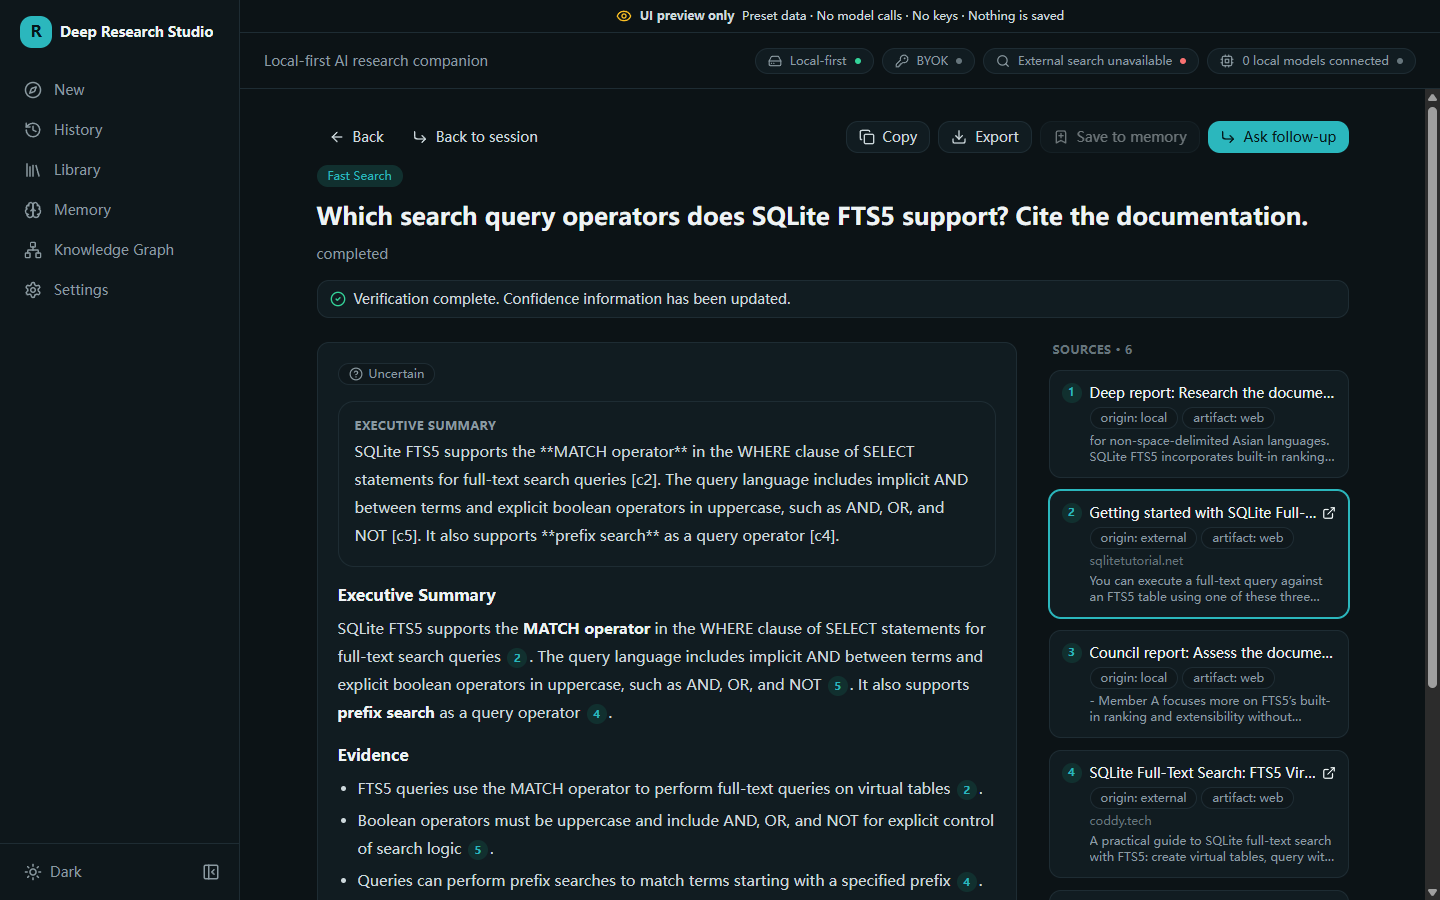 R Deep Research Studio
New
History
Library
Memory
Knowledge Graph
Settings
Dark
UI preview only Preset data · No model calls · No keys · Nothing is saved
Local-first AI research companion
Local-first
BYOK
External search unavailable
0 local models connected
Back
Back to session
Copy
Export
Save to memory
Ask follow-up
Fast Search
Which search query operators does SQLite FTS5 support? Cite the documentation.
completed
Verification complete. Confidence information has been updated.
Uncertain
EXECUTIVE SUMMARY
SQLite FTS5 supports the **MATCH operator** in the WHERE clause of SELECT
statements for full-text search queries [c2]. The query language includes implicit AND
between terms and explicit boolean operators in uppercase, such as AND, OR, and
NOT [c5]. It also supports **prefix search** as a query operator [c4].
Executive Summary
SQLite FTS5 supports the MATCH operator in the WHERE clause of SELECT statements for
full-text search queries 2 . The query language includes implicit AND between terms and
explicit boolean operators in uppercase, such as AND, OR, and NOT 5 . It also supports
prefix search as a query operator 4 .
Evidence
• FTS5 queries use the MATCH operator to perform full-text queries on virtual tables 2 .
• Boolean operators must be uppercase and include AND, OR, and NOT for explicit control
of search logic 5 .
• Queries can perform prefix searches to match terms starting with a specified prefix 4 .
SOURCES • 6
1 Deep report: Research the docume...
origin: local artifact: web
for non-space-delimited Asian languages.
SQLite FTS5 incorporates built-in ranking...
2 Getting started with SQLite Full-...
origin: external artifact: web
sqlitetutorial.net
You can execute a full-text query against
an FTS5 table using one of these three...
3 Council report: Assess the docume...
origin: local artifact: web
- Member A focuses more on FTS5's built-
in ranking and extensibility without...
4 SQLite Full-Text Search: FTS5 Vir...
origin: external artifact: web
coddy.tech
A practical guide to SQLite full-text search
with FTS5: create virtual tables, query wit...